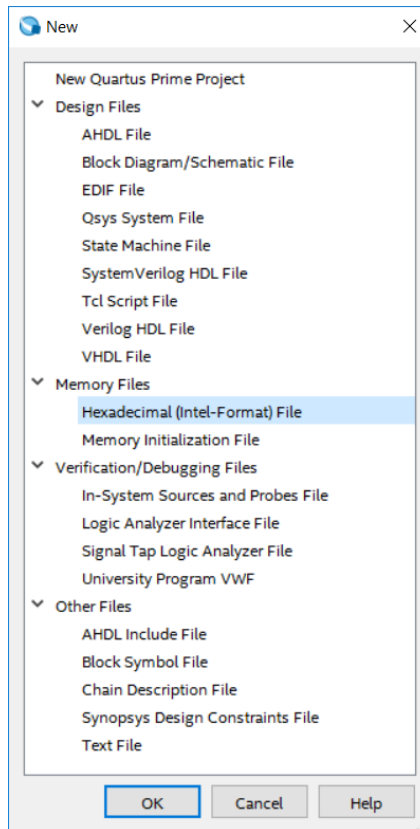 New
New Quartus Prime Project
Design Files
AHDL File
Block Diagram/Schematic File
EDIF File
Qsys System File
State Machine File
SystemVerilog HDL File
Tcl Script File
Verilog HDL File
VHDL File
Memory Files
Hexadecimal (Intel-Format) File
Memory Initialization File
Verification/Debugging Files
In-System Sources and Probes File
Logic Analyzer Interface File
Signal Tap Logic Analyzer File
University Program VWF
Other Files
AHDL Include File
Block Symbol File
Chain Description File
Synopsys Design Constraints File
Text File
OK Cancel Help